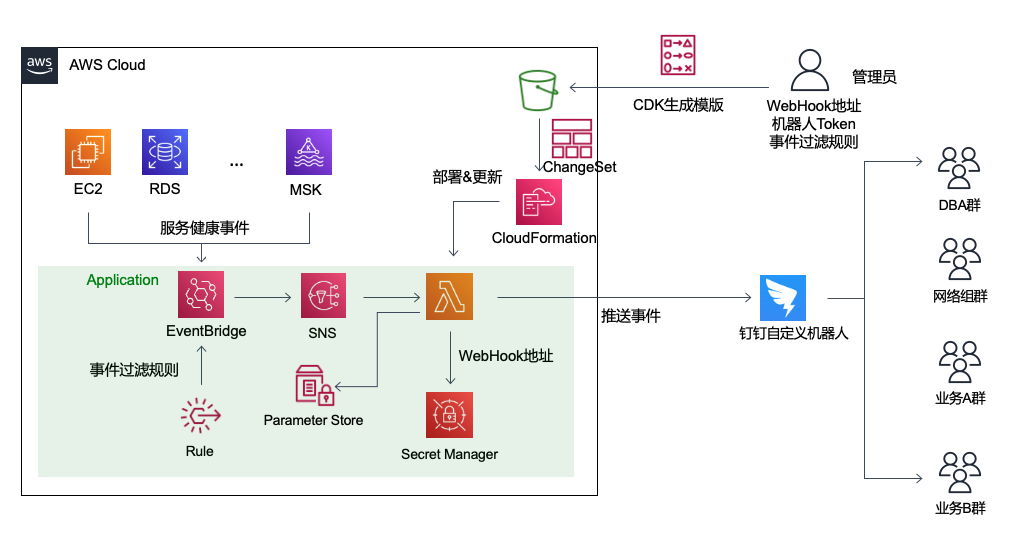 aws
AWS Cloud
管理员
CDK生成模版
WebHook地址
机器人Token
事件过滤规则
EC2
RDS
...
MSK
ChangeSet
部署&更新
CloudFormation
服务健康事件
DBA群
Application
EventBridge
SNS
推送事件
钉钉自定义机器人
网络组群
事件过滤规则
WebHook地址
Parameter Store
Rule
Secret Manager
业务A群
业务B群